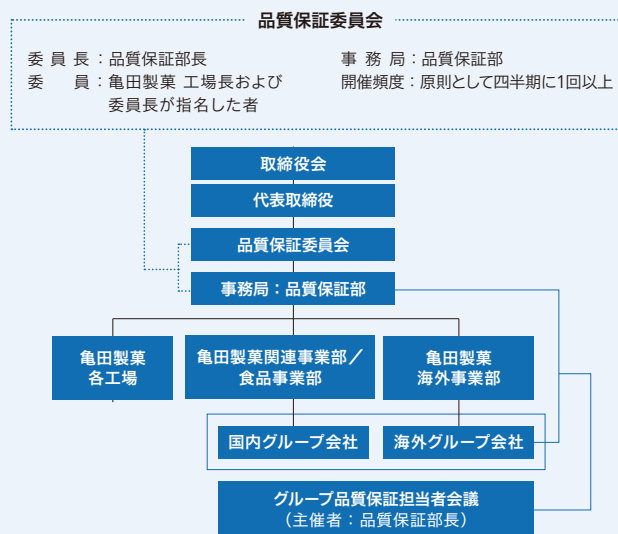 品質保証委員会
委員長：品質保証部長
委　　員：亀田製菓 工場長および
委員長が指名した者
事務局：品質保証部
開催頻度：原則として四半期に1回以上
取締役会
代表取締役
品質保証委員会
事務局：品質保証部
亀田製菓
各工場
亀田製菓関連事業部／
食品事業部
亀田製菓
海外事業部
国内グループ会社
海外グループ会社
グループ品質保証担当者会議
（主催者：品質保証部長）